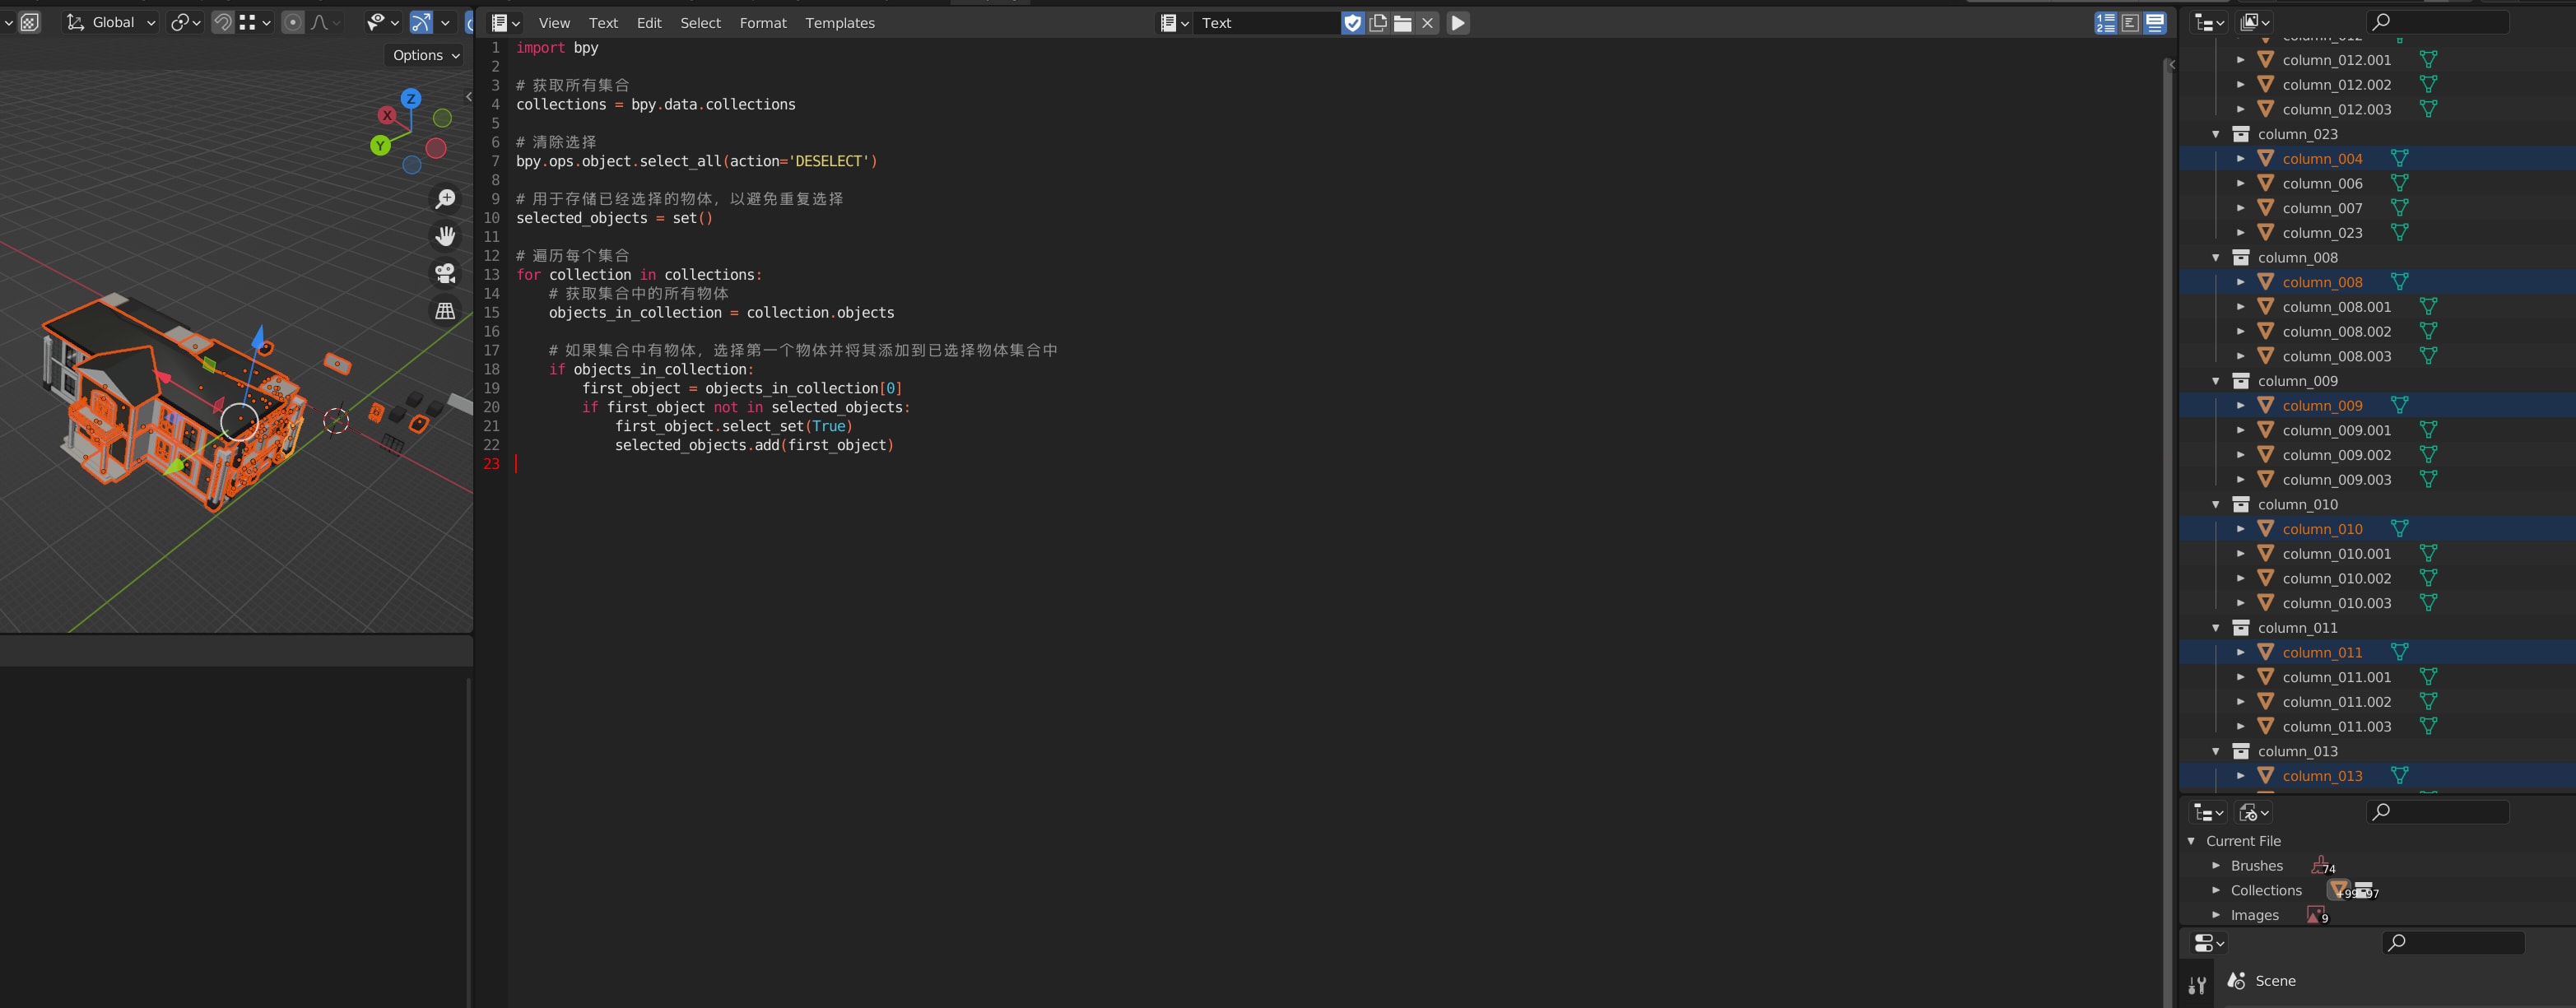 Global
Options
Z
X
Y
View Text Edit Select Format Templates
Text
1 import bpy
2
3 # 获取所有集合
4 collections = bpy.data.collections
5
6 # 清除选择
7 bpy.ops.object.select_all(action='DESELECT')
8
9 # 用于存储已经选择的物体，以避免重复选择
10 selected_objects = set()
11
12 # 遍历每个集合
13 for collection in collections:
14 # 获取集合中的所有物体
15 objects_in_collection = collection.objects
16
17 # 如果集合中有物体，选择第一个物体并将其添加到已选择物体集合中
18 if objects_in_collection:
19 first_object = objects_in_collection[0]
20 if first_object not in selected_objects:
21 first_object.select_set(True)
22 selected_objects.add(first_object)
23
column_012
column_012.001
column_012.002
column_012.003
column_023
column_004
column_006
column_007
column_023
column_008
column_008
column_008.001
column_008.002
column_008.003
column_009
column_009
column_009.001
column_009.002
column_009.003
column_010
column_010
column_010.001
column_010.002
column_010.003
column_011
column_011
column_011.001
column_011.002
column_011.003
column_013
column_013
Current File
Brushes 74
Collections +99 97
Images 9
Scene